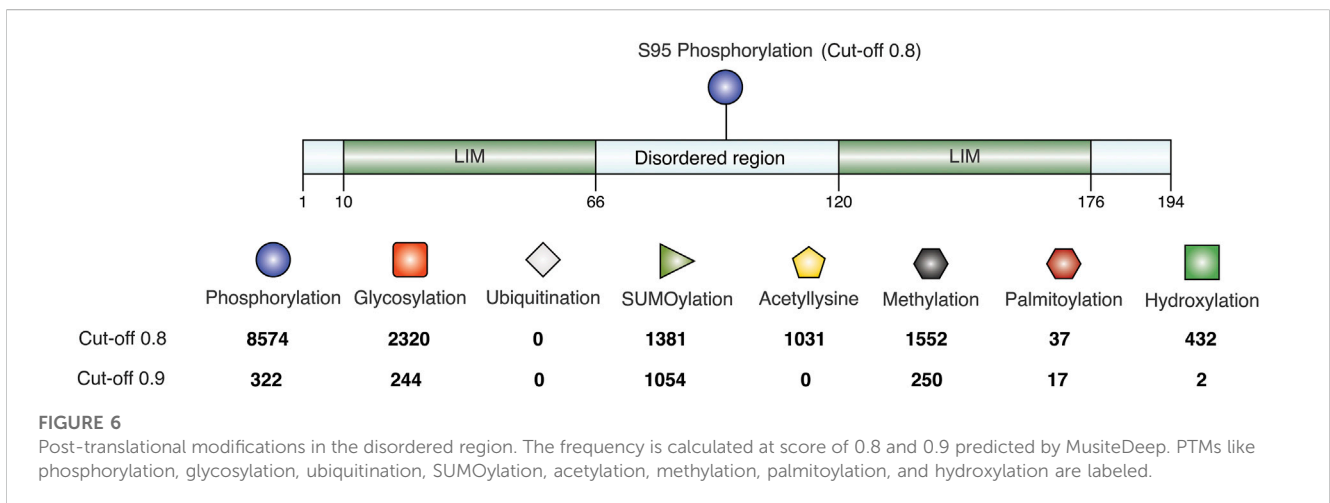 S95 Phosphorylation (Cut-off 0.8)
LIM Disordered region LIM
1 10 66 120 176 194
Phosphorylation Glycosylation Ubiquitination SUMOylation Acetyllysine Methylation Palmitoylation Hydroxylation
Cut-off 0.8 8574 2320 0 1381 1031 1552 37 432
Cut-off 0.9 322 244 0 1054 0 250 17 2
FIGURE 6
Post-translational modifications in the disordered region. The frequency is calculated at score of 0.8 and 0.9 predicted by MusiteDeep. PTMs like
phosphorylation, glycosylation, ubiquitination, SUMOylation, acetylation, methylation, palmitoylation, and hydroxylation are labeled.